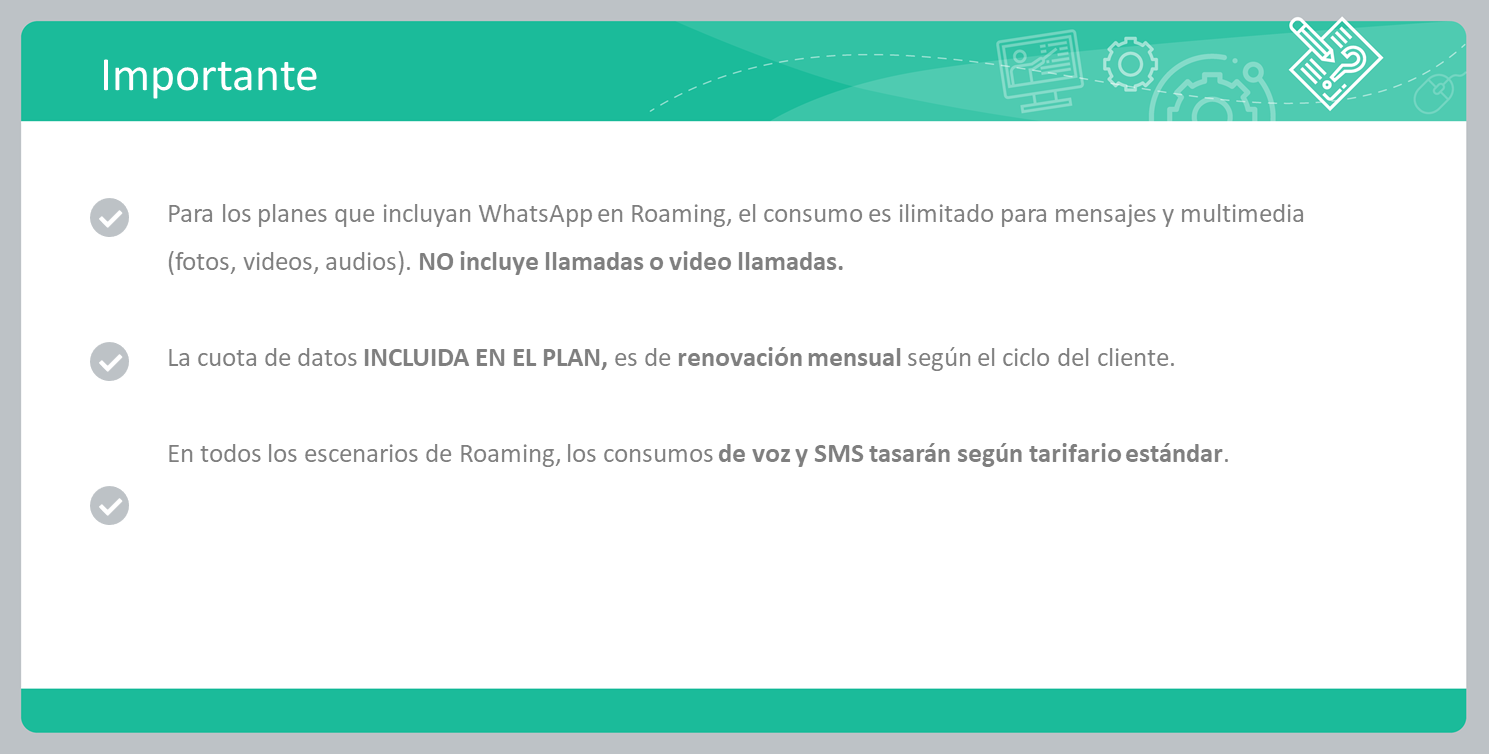 Importante
Para los planes que incluyan WhatsApp en Roaming, el consumo es ilimitado para mensajes y multimedia
(fotos, videos, audios). NO incluye llamadas o video llamadas.
La cuota de datos INCLUIDA EN EL PLAN, es de renovación mensual según el ciclo del cliente.
En todos los escenarios de Roaming, los consumos de voz y SMS tasarán según tarifario estándar.